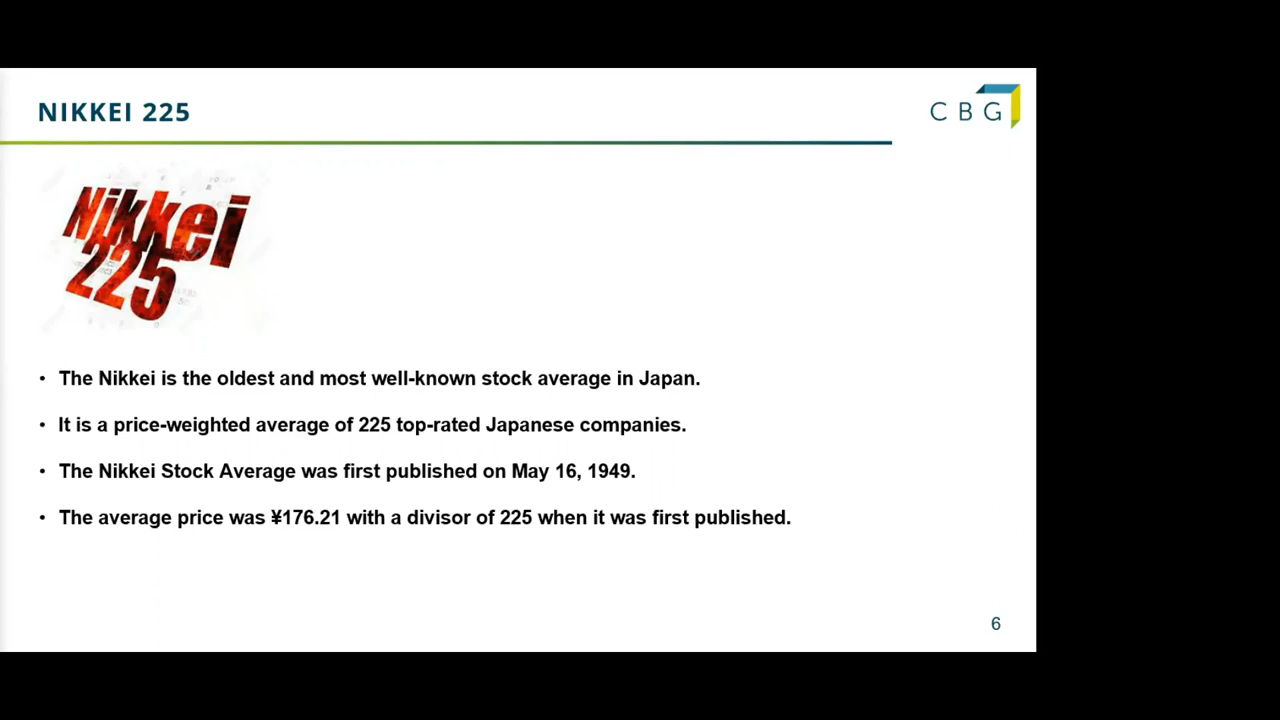 NIKKEI 225
CBG
Nikkei
225
• The Nikkei is the oldest and most well-known stock average in Japan.
• It is a price-weighted average of 225 top-rated Japanese companies.
• The Nikkei Stock Average was first published on May 16, 1949.
• The average price was ¥176.21 with a divisor of 225 when it was first published.
6